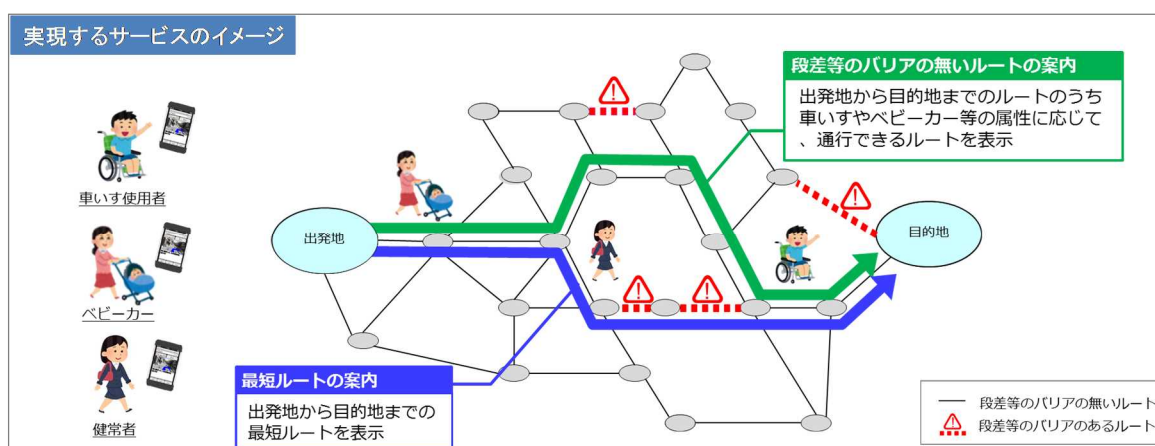 実現するサービスのイメージ
車いす使用者
ベビーカー
健常者
出発地
目的地
段差等のバリアの無いルートの案内
出発地から目的地までのルートのうち
車いすやベビーカー等の属性に応じて
、通行できるルートを表示
最短ルートの案内
出発地から目的地までの
最短ルートを表示
段差等のバリアの無いルート
段差等のバリアのあるルート